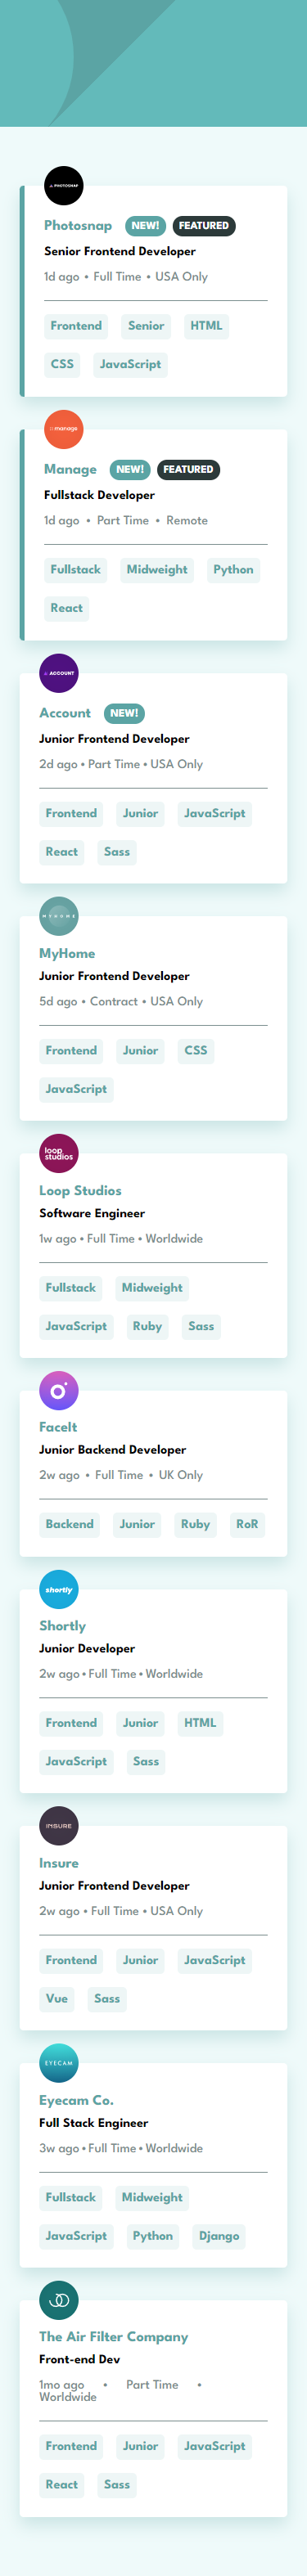 PHOTOSNAP
Photosnap NEW! FEATURED
Senior Frontend Developer
1d ago • Full Time • USA Only
Frontend Senior HTML
CSS JavaScript
manage
Manage NEW! FEATURED
Fullstack Developer
1d ago • Part Time • Remote
Fullstack Midweight Python
React
ACCOUNT
Account NEW!
Junior Frontend Developer
2d ago • Part Time • USA Only
Frontend Junior JavaScript
React Sass
MYHOME
MyHome
Junior Frontend Developer
5d ago • Contract • USA Only
Frontend Junior CSS
JavaScript
loop
studios
Loop Studios
Software Engineer
1w ago • Full Time • Worldwide
Fullstack Midweight
JavaScript Ruby Sass
FaceIt
Junior Backend Developer
2w ago • Full Time • UK Only
Backend Junior Ruby RoR
shortly
Shortly
Junior Developer
2w ago • Full Time • Worldwide
Frontend Junior HTML
JavaScript Sass
INSURE
Insure
Junior Frontend Developer
2w ago • Full Time • USA Only
Frontend Junior JavaScript
Vue Sass
EYECAM
Eyecam Co.
Full Stack Engineer
3w ago • Full Time • Worldwide
Fullstack Midweight
JavaScript Python Django
The Air Filter Company
Front-end Dev
1mo ago • Part Time •
Worldwide
Frontend Junior JavaScript
React Sass